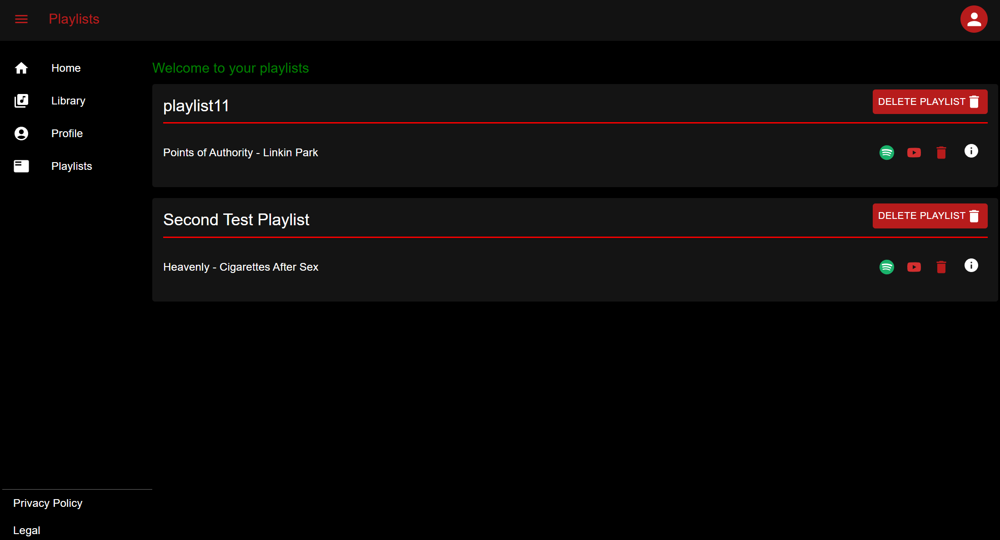 Playlists
Home
Library
Profile
Playlists
Welcome to your playlists
playlist11
DELETE PLAYLIST
Points of Authority - Linkin Park
Second Test Playlist
DELETE PLAYLIST
Heavenly - Cigarettes After Sex
Privacy Policy
Legal